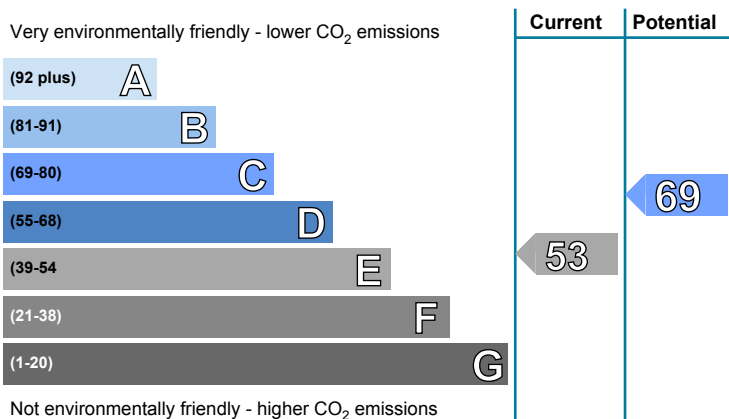 Very environmentally friendly - lower CO2 emissions
Current
Potential
(92 plus) A
(81-91) B
(69-80) C
(55-68) D
(39-54 E
(21-38) F
(1-20) G
53
69
Not environmentally friendly - higher CO2 emissions